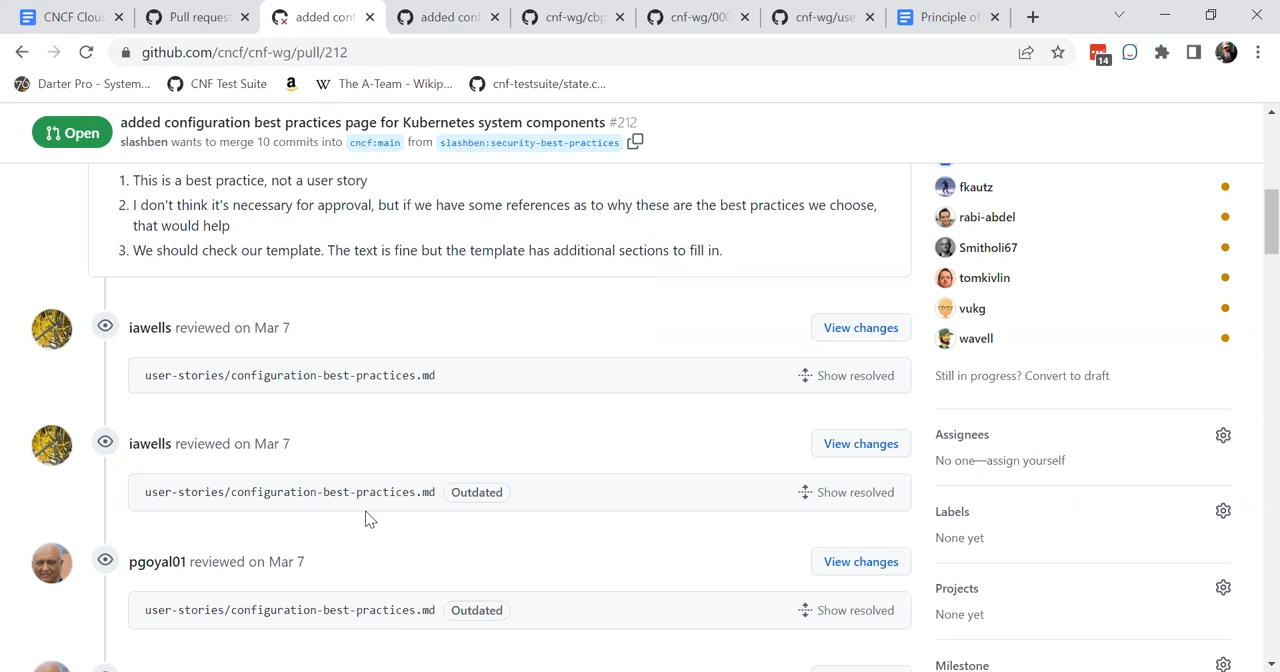 CNCF Clou
Pull request
added conf
added conf
cnf-wg/cbp
cnf-wg/000
cnf-wg/use
Principle of
github.com/cncf/cnf-wg/pull/212
14
76
Darter Pro - System...
CNF Test Suite
a
W
The A-Team - Wikip...
cnf-testsuite/state.c...
Open
added configuration best practices page for Kubernetes system components #212
slashben wants to merge 10 commits into cncf:main from slashben:security-best-practices
1. This is a best practice, not a user story
2. I don't think it's necessary for approval, but if we have some references as to why these are the best practices we choose,
that would help
3. We should check our template. The text is fine but the template has additional sections to fill in.
iawells reviewed on Mar 7
View changes
user-stories/configuration-best-practices.md
Show resolved
iawells reviewed on Mar 7
View changes
user-stories/configuration-best-practices.md Outdated
Show resolved
pgoyal01 reviewed on Mar 7
View changes
user-stories/configuration-best-practices.md Outdated
Show resolved
fkautz
rabi-abdel
Smitholi67
tomkivlin
vukg
wavell
Still in progress? Convert to draft
Assignees
No one—assign yourself
Labels
None yet
Projects
None yet
Milestone